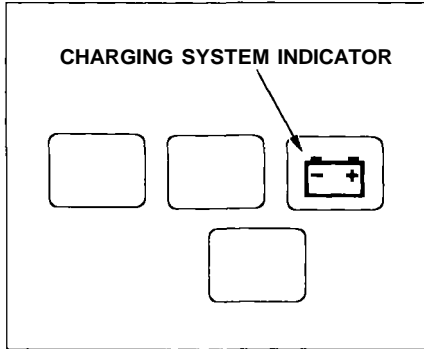 CHARGING SYSTEM INDICATOR
- +